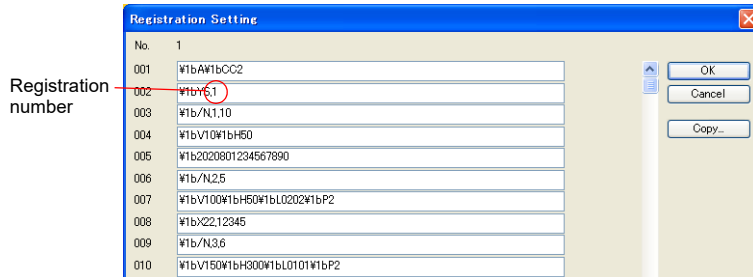 Registration Setting
No. 1
001 ¥1bA¥1bCC2
OK
Registration number
002 ¥1bYS,1
Cancel
003 ¥1b/N,1,10
004 ¥1bV10¥1bH50
Copy...
005 ¥1b2020801234567890
006 ¥1b/N,2,5
007 ¥1bV100¥1bH50¥1bL0202¥1bP2
008 ¥1bX22,12345
009 ¥1b/N,3,6
010 ¥1bV150¥1bH300¥1bL0101¥1bP2